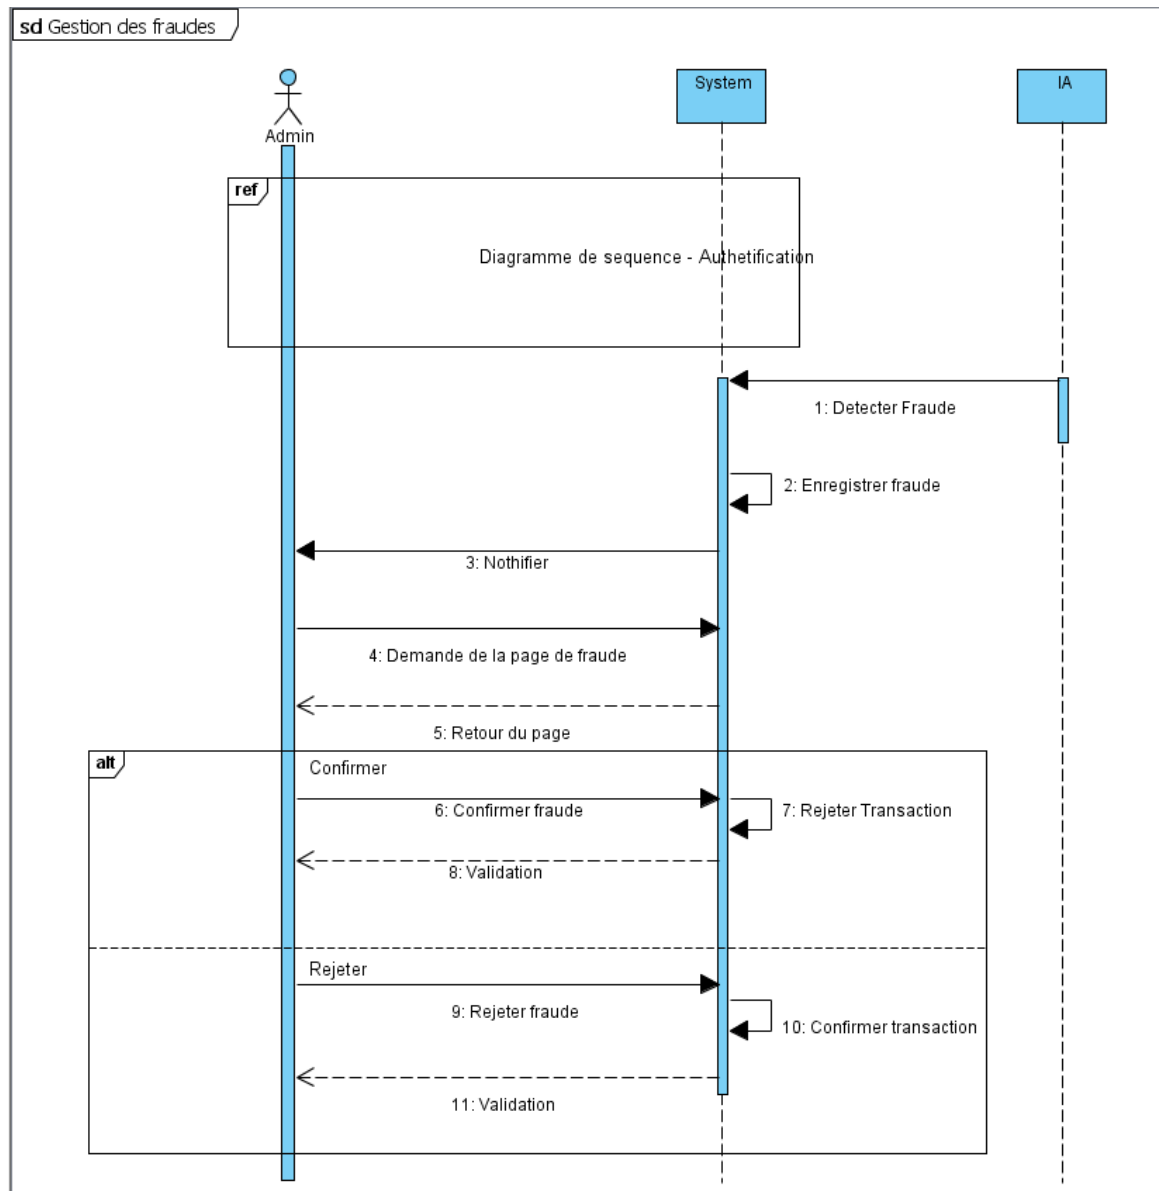 sd Gestion des fraudes
System
IA
Admin
ref
Diagramme de sequence - Authetification
1: Detecter Fraude
2: Enregistrer fraude
3: Nothifier
4: Demande de la page de fraude
5: Retour du page
alt
Confirmer
6: Confirmer fraude
7: Rejeter Transaction
8: Validation
Rejeter
9: Rejeter fraude
10: Confirmer transaction
11: Validation